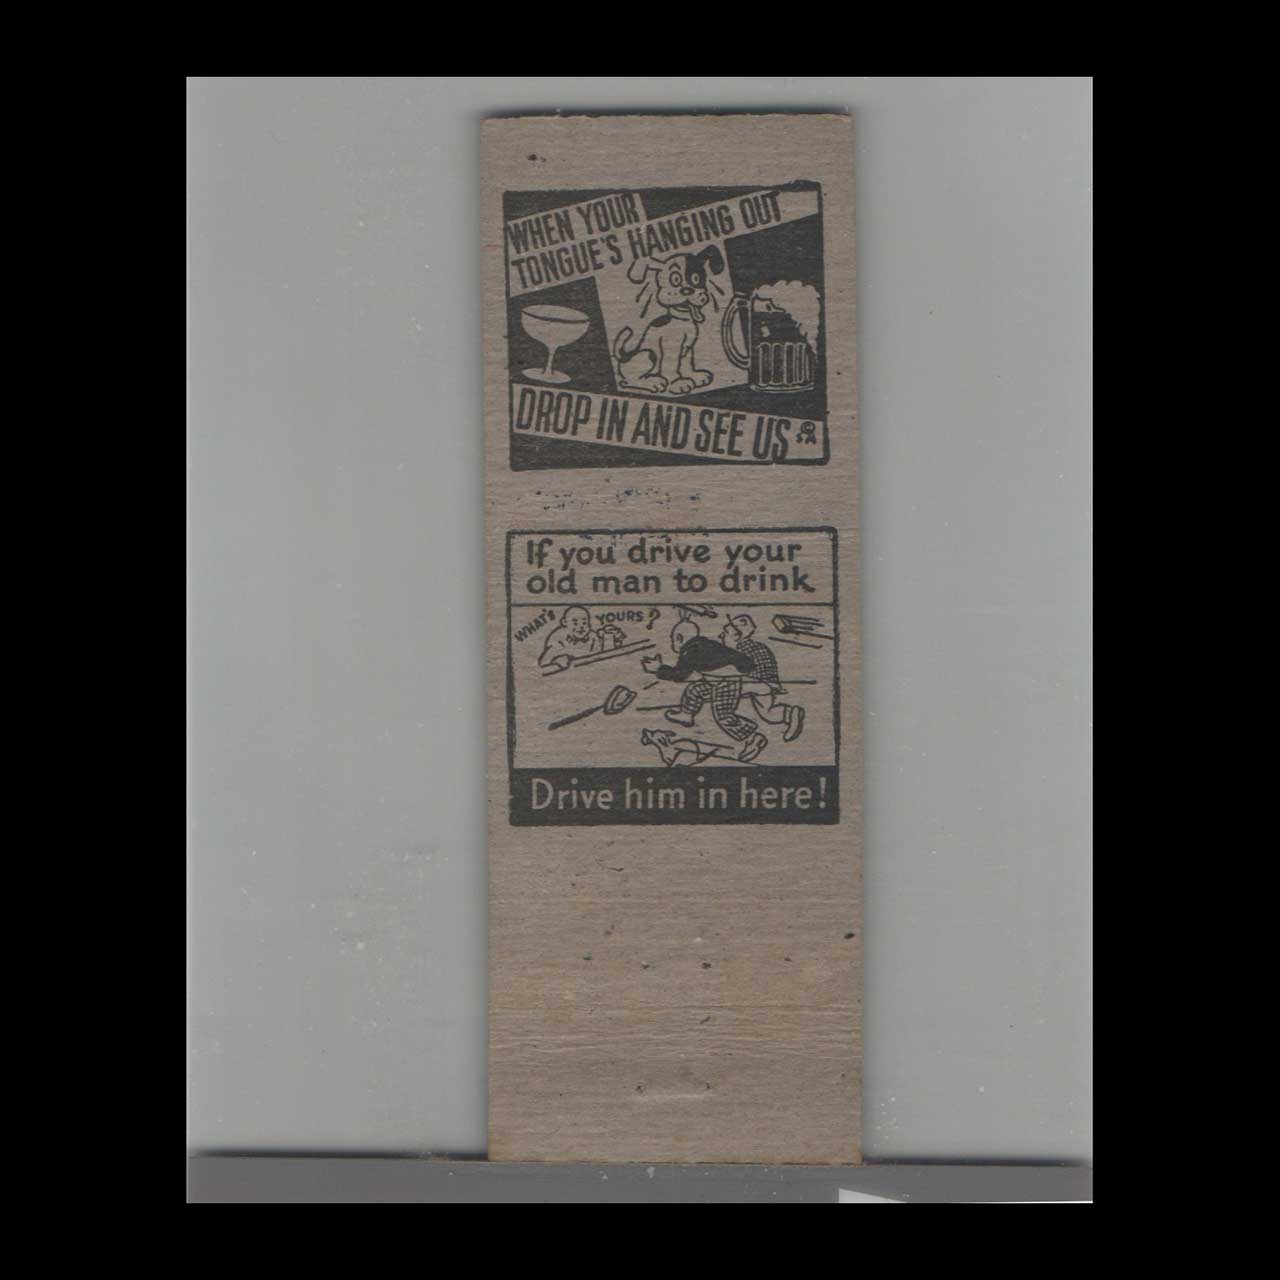 WHEN YOUR
TONGUE'S HANGING OUT
DROP IN AND SEE US
©
SA
If you drive your
old man to drink
WHAT'S YOURS?
Drive him in here!